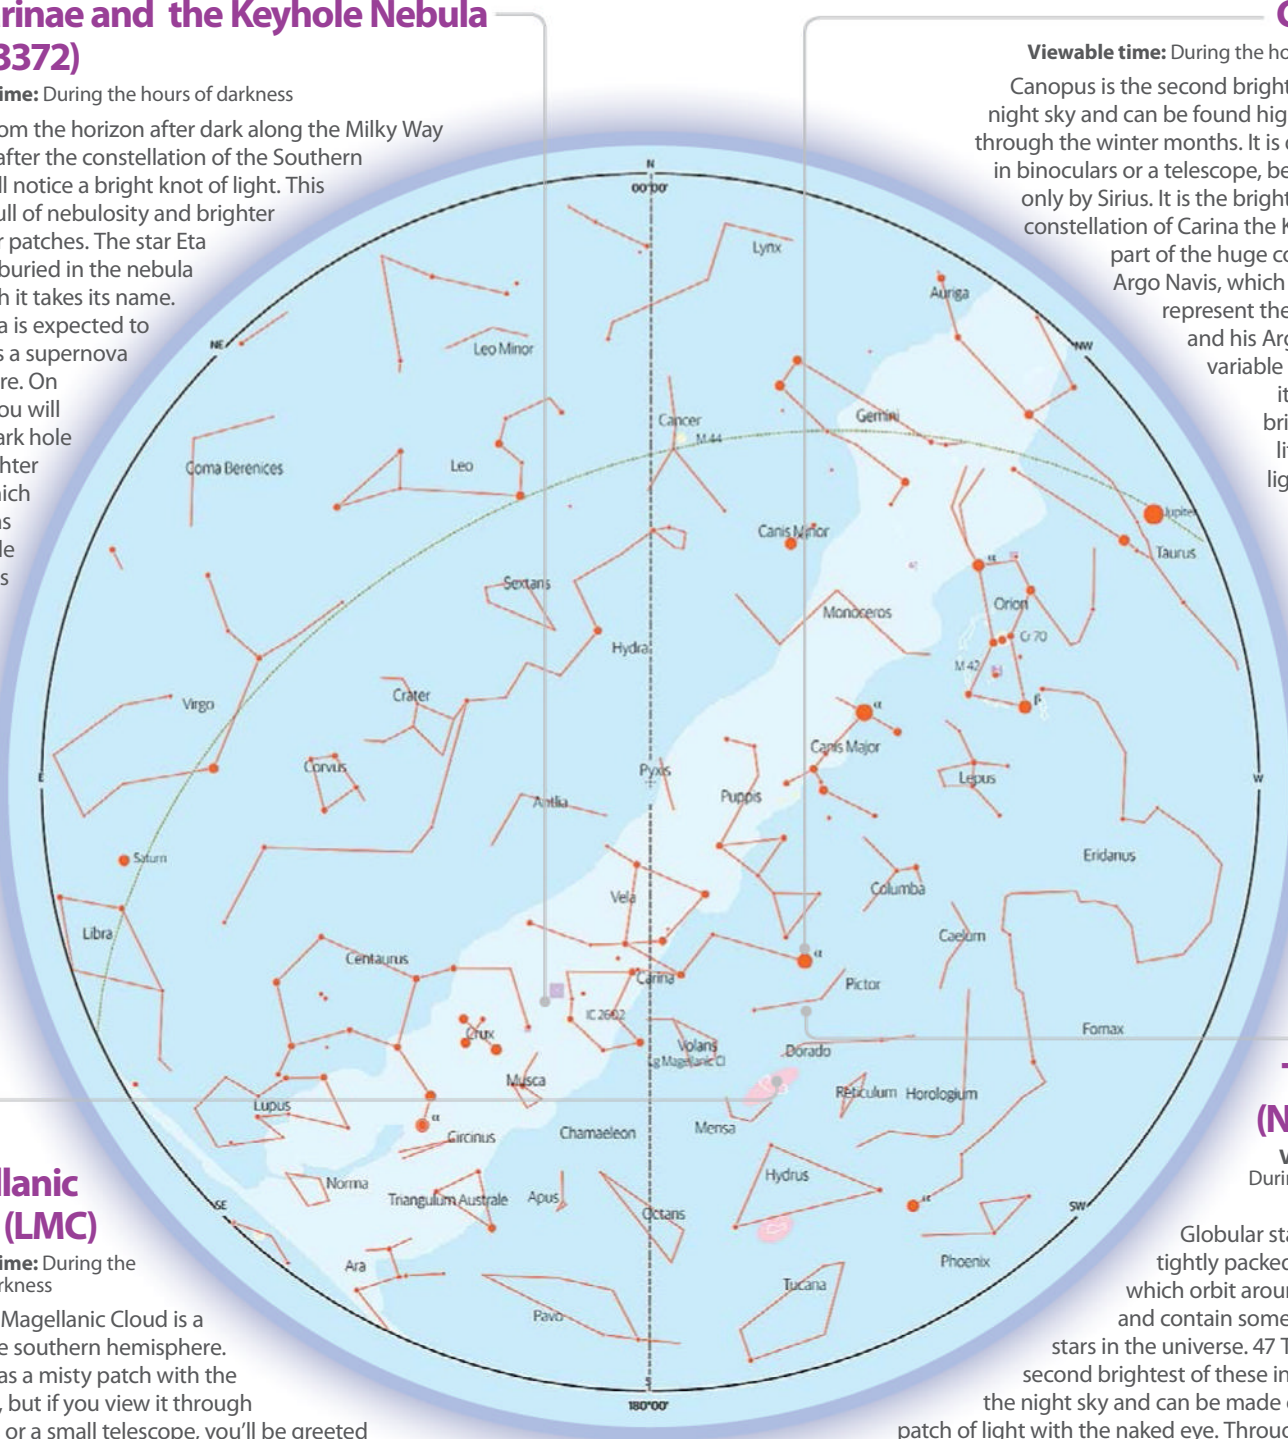 rinae and the Keyhole Nebula
3372)
ime: During the hours of darkness
om the horizon after dark along the Milky Way
after the constellation of the Southern
ll notice a bright knot of light. This
ull of nebulosity and brighter
r patches. The star Eta
buried in the nebula
h it takes its name.
a is expected to
s a supernova
re. On
ou will
ark hole
hter
ich
ns
le
s
Viewable time: During the ho
Canopus is the second bright
night sky and can be found hig
through the winter months. It is
in binoculars or a telescope, be
only by Sirius. It is the bright
constellation of Carina the K
part of the huge co
Argo Navis, which
represent the
and his Arg
variable
it
bri
li
lig
N
00°00'
Lynx
Auriga
NE
Leo Minor
NW
Cancer
M 44
Gemini
Coma Berenices
Leo
Jupiter
Canis Minor
Taurus
α
Sextans
Orion
Monoceros
Cr 70
Hydra
M 42
Crater
Virgo
β
α
Canis Major
Corvus
Pyxis
E
W
Lepus
Antlia
Puppis
Saturn
Eridanus
Vela
Columba
Libra
Caelum
Centaurus
α
Carina
Pictor
IC 2602
Crux
Volans
Fornax
Lg Magellanic Cl
Dorado
Musca
Reticulum
Horologium
Lupus
α
Mensa
Circinus
Chamaeleon
Hydrus
Norma
Triangulum Australe
Apus
α
SE
Octans
SW
Ara
Phoenix
Tucana
Pavo
S
180°00'
llanic
(LMC)
ime: During the
rkness
Magellanic Cloud is a
e southern hemisphere.
as a misty patch with the
, but if you view it through
or a small telescope, you'll be greeted
T
(N
V
Durin
Globular sta
tightly packed
which orbit aroun
and contain some
stars in the universe. 47 T
second brightest of these in
the night sky and can be made
patch of light with the naked eye. Throug